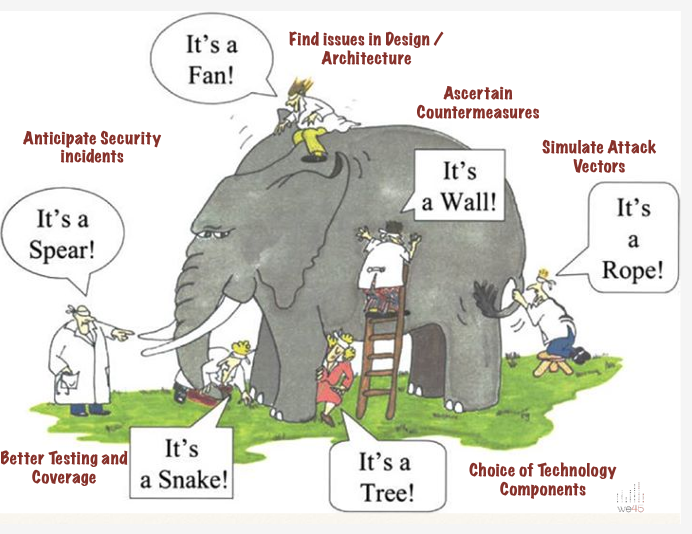 It's a
Fan!
Find issues in Design /
Architecture
Ascertain
Countermeasures
Anticipate Security
incidents
Simulate Attack
Vectors
It's
a Wall!
It's
a
Rope!
It's a
Spear!
Better Testing and
Coverage
It's
a Snake!
It's a
Tree!
Choice of Technology
Components
we45